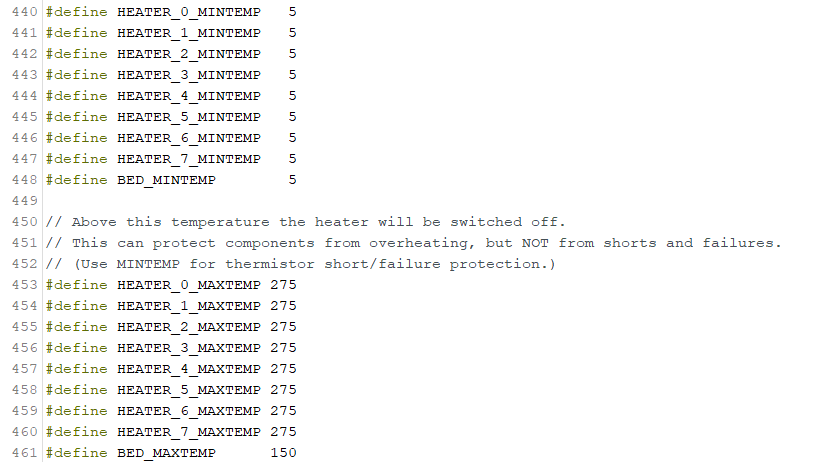 440 #define HEATER_0_MINTEMP   5
441 #define HEATER_1_MINTEMP   5
442 #define HEATER_2_MINTEMP   5
443 #define HEATER_3_MINTEMP   5
444 #define HEATER_4_MINTEMP   5
445 #define HEATER_5_MINTEMP   5
446 #define HEATER_6_MINTEMP   5
447 #define HEATER_7_MINTEMP   5
448 #define BED_MINTEMP        5
449
450 // Above this temperature the heater will be switched off.
451 // This can protect components from overheating, but NOT from shorts and failures.
452 // (Use MINTEMP for thermistor short/failure protection.)
453 #define HEATER_0_MAXTEMP 275
454 #define HEATER_1_MAXTEMP 275
455 #define HEATER_2_MAXTEMP 275
456 #define HEATER_3_MAXTEMP 275
457 #define HEATER_4_MAXTEMP 275
458 #define HEATER_5_MAXTEMP 275
459 #define HEATER_6_MAXTEMP 275
460 #define HEATER_7_MAXTEMP 275
461 #define BED_MAXTEMP      150